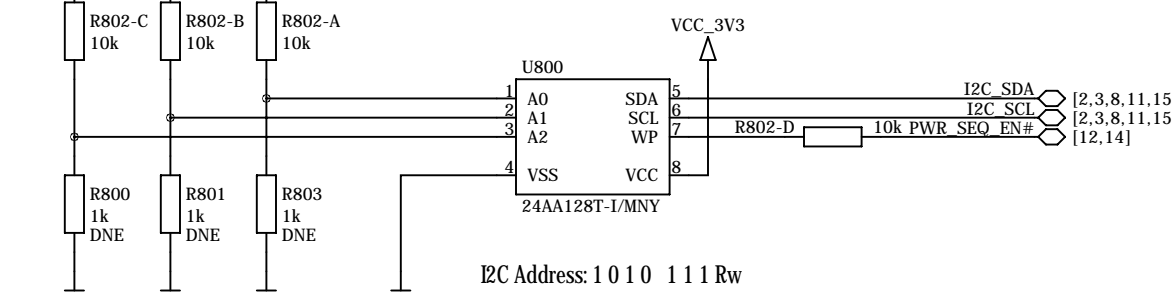 R802-C
10k
R802-B
10k
R802-A
10k
VCC_3V3
U800
1 A0 SDA 5 I2C_SDA [2,3,8,11,15
2 A1 SCL 6 I2C_SCL [2,3,8,11,15
3 A2 WP 7 R802-D 10k PWR_SEQ_EN# [12,14]
4 VSS VCC 8
24AA128T-I/MNY
R800
1k
DNE
R801
1k
DNE
R803
1k
DNE
I2C Address: 1 0 1 0 1 1 1 Rw